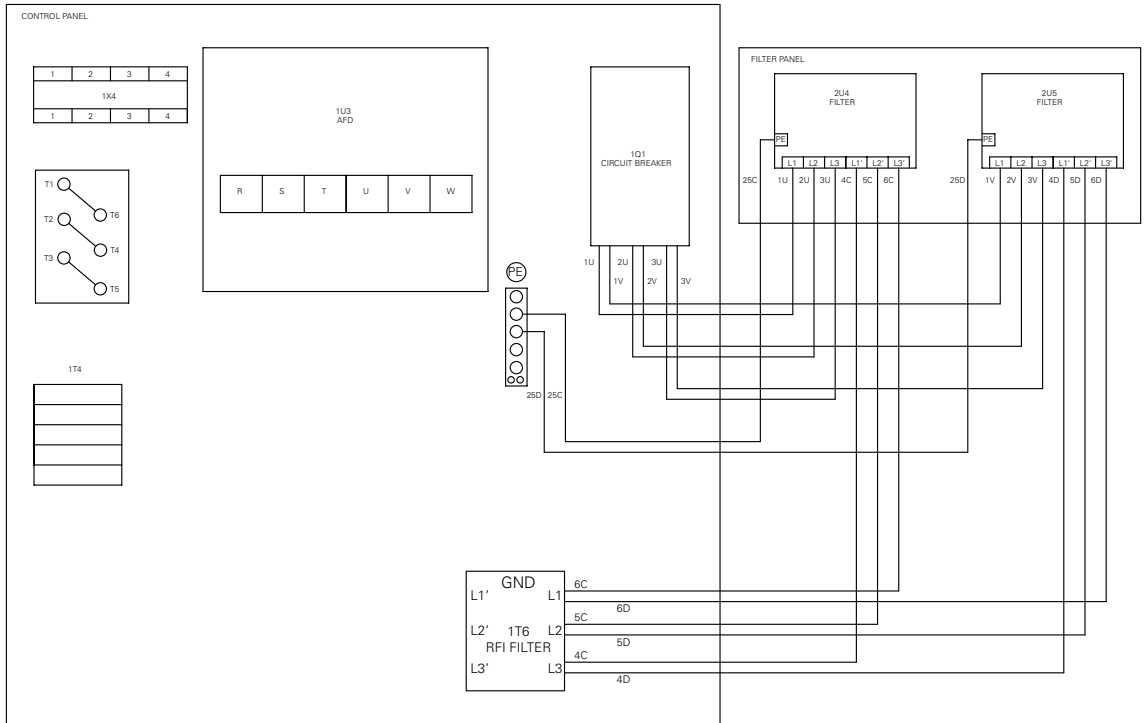 CONTROL PANEL
1 2 3 4
1X4
1 2 3 4
T1
T6
T2
T4
T3
T5
1T4
1U3
AFD
R S T U V W
PE
25D 25C
1Q1
CIRCUIT BREAKER
1U 2U 3U
1V 2V 3V
FILTER PANEL
2U4
FILTER
PE
L1 L2 L3 L1' L2' L3'
25C 1U 2U 3U 4C 5C 6C
2U5
FILTER
PE
L1 L2 L3 L1' L2' L3'
25D 1V 2V 3V 4D 5D 6D
GND
L1' L1
L2' 1T6 L2
RFI FILTER
L3' L3
6C
6D
5C
5D
4C
4D